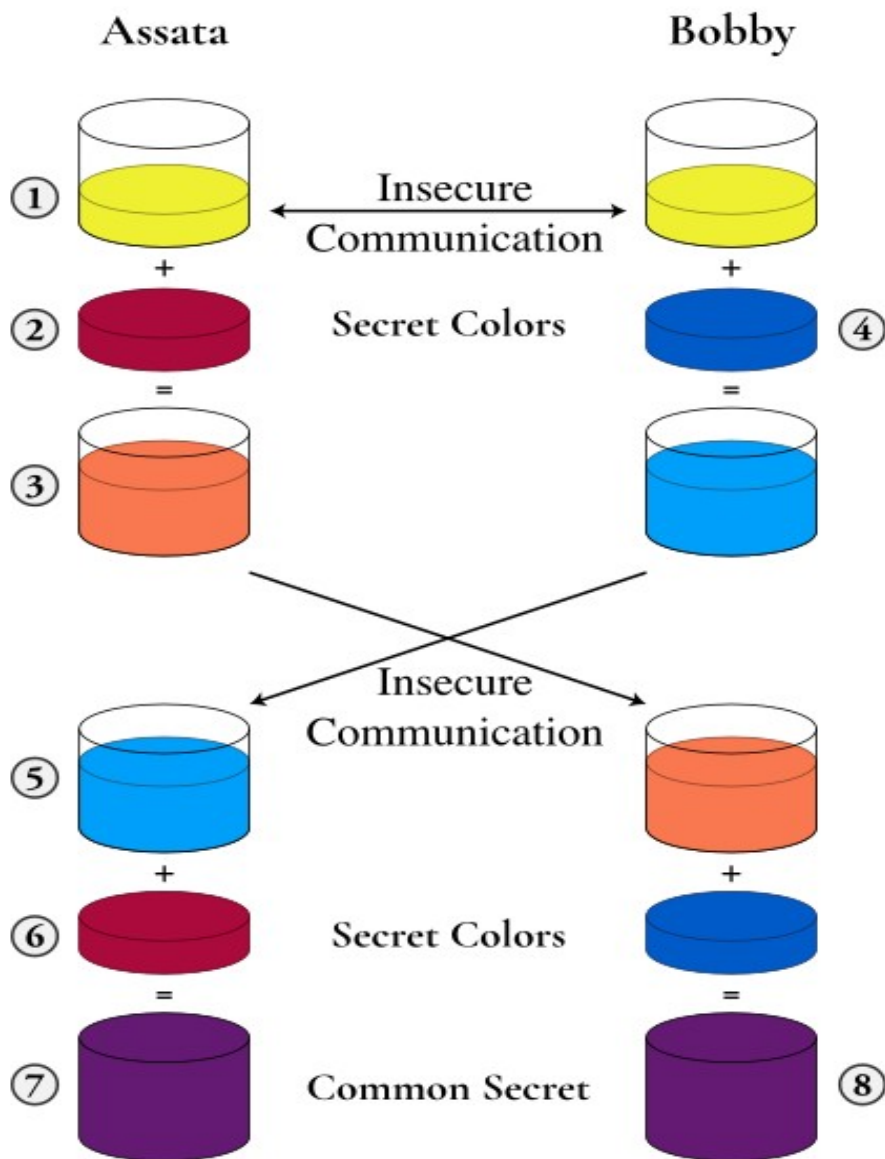 Assata Bobby
1 Insecure
Communication
+ +
2 Secret Colors 4
= =
3
Insecure
Communication
5
+ +
6 Secret Colors
= =
7 Common Secret 8